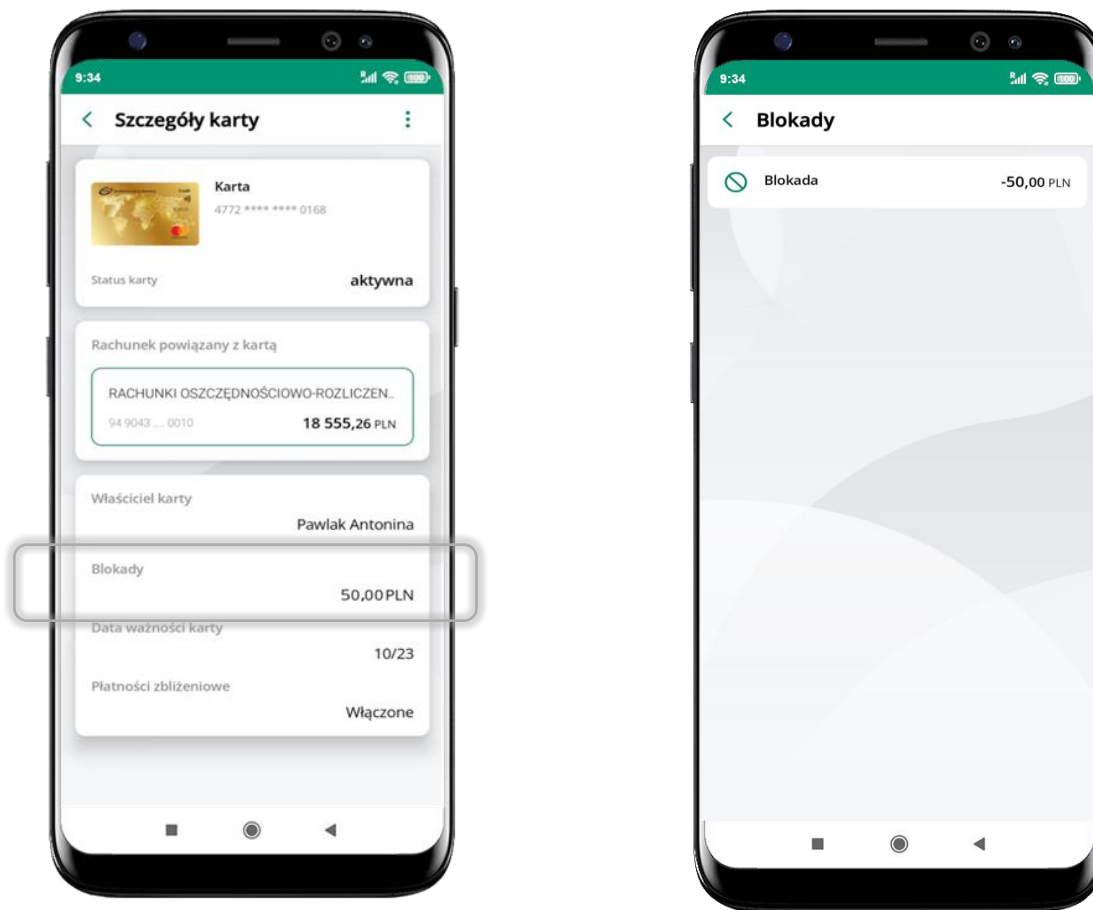 9:34
Szczegóły karty
Karta
4772 **** **** 0168
Status karty
aktywna
Rachunek powiązany z kartą
RACHUNKI OSZCZĘDNOŚCIOWO-ROZLICZEN..
94 9043 .... 0010
18 555,26 PLN
Właściciel karty
Pawlak Antonina
Blokady
50,00 PLN
Data ważności karty
10/23
Płatności zbliżeniowe
Włączone
9:34
Blokady
Blokada
-50,00 PLN